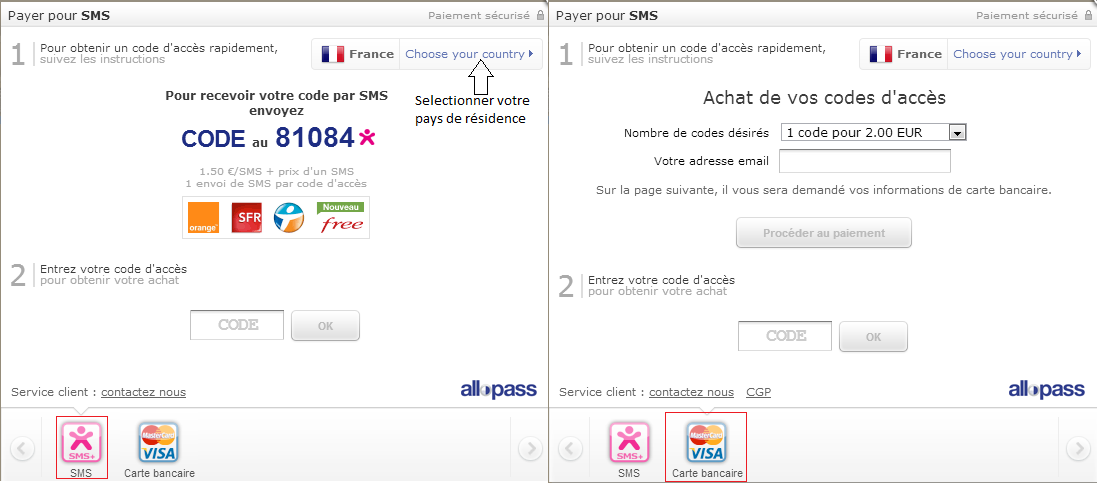 Payer pour SMS
Paiement sécurisé
1
Pour obtenir un code d'accès rapidement,
suivez les instructions
France
Choose your country
Selectionner votre
pays de résidence
Pour recevoir votre code par SMS
envoyez
CODE au 81084
1.50 €/SMS + prix d'un SMS
1 envoi de SMS par code d'accès
orange™
SFR
Nouveau
free
2
Entrez votre code d'accès
pour obtenir votre achat
CODE
OK
Service client : contactez nous
allopass
SMS+
SMS
MasterCard
VISA
Carte bancaire
Payer pour SMS
Paiement sécurisé
1
Pour obtenir un code d'accès rapidement,
suivez les instructions
France
Choose your country
Achat de vos codes d'accès
Nombre de codes désirés
1 code pour 2.00 EUR
Votre adresse email
Sur la page suivante, il vous sera demandé vos informations de carte bancaire.
Procéder au paiement
2
Entrez votre code d'accès
pour obtenir votre achat
CODE
OK
Service client : contactez nous CGP
allopass
SMS+
SMS
MasterCard
VISA
Carte bancaire